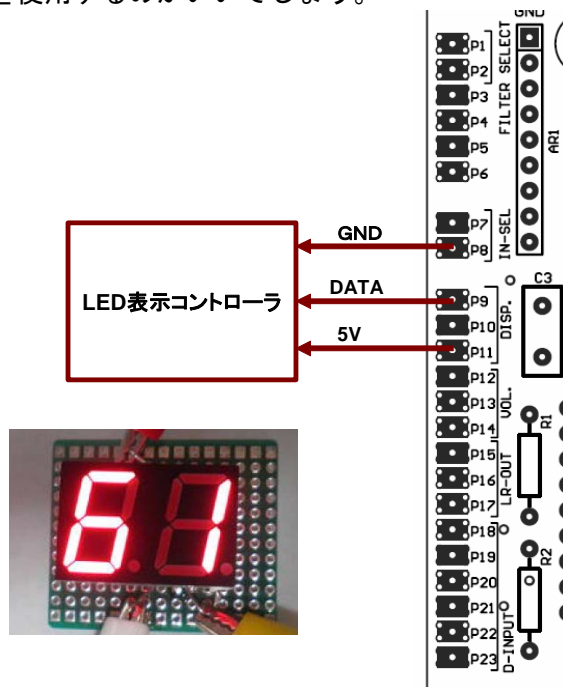 使用するのがいいでしょう。
GND
P1
P2
P3
P4
P5
P6
FILTER SELECT
AR1
P7
P8
IN-SEL
GND
LED表示コントローラ
DATA
5V
P9
P10
P11
DISP.
C3
P12
P13
P14
VOL.
R1
P15
P16
P17
LR-OUT
P18
P19
P20
P21
P22
P23
D-INPUT
R2
61